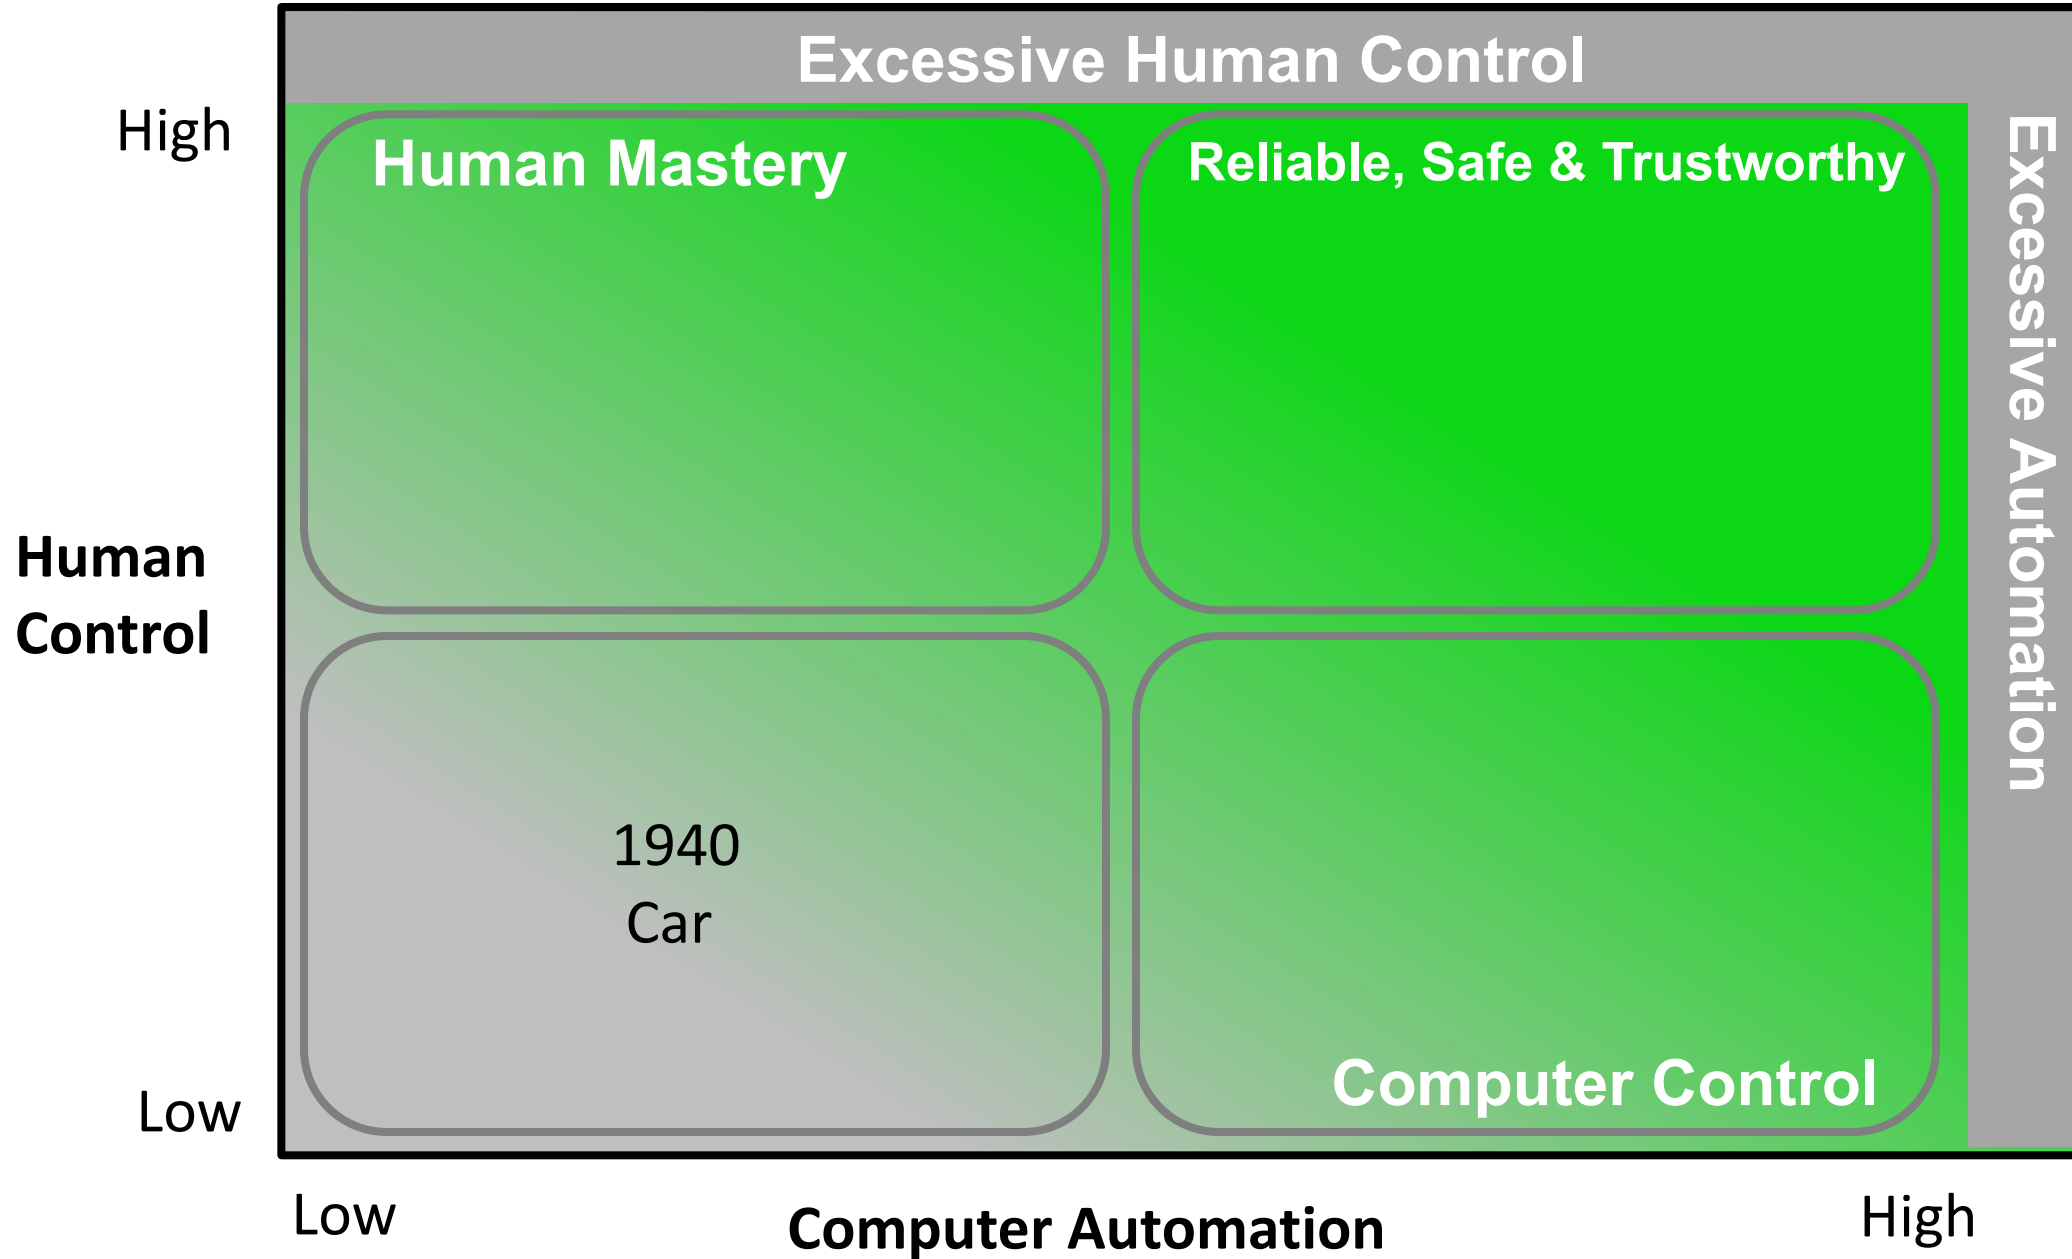 Excessive Human Control
High
Human Mastery
Reliable, Safe & Trustworthy
Excessive Automation
Human
Control
1940
Car
Computer Control
Low
Low
Computer Automation
High